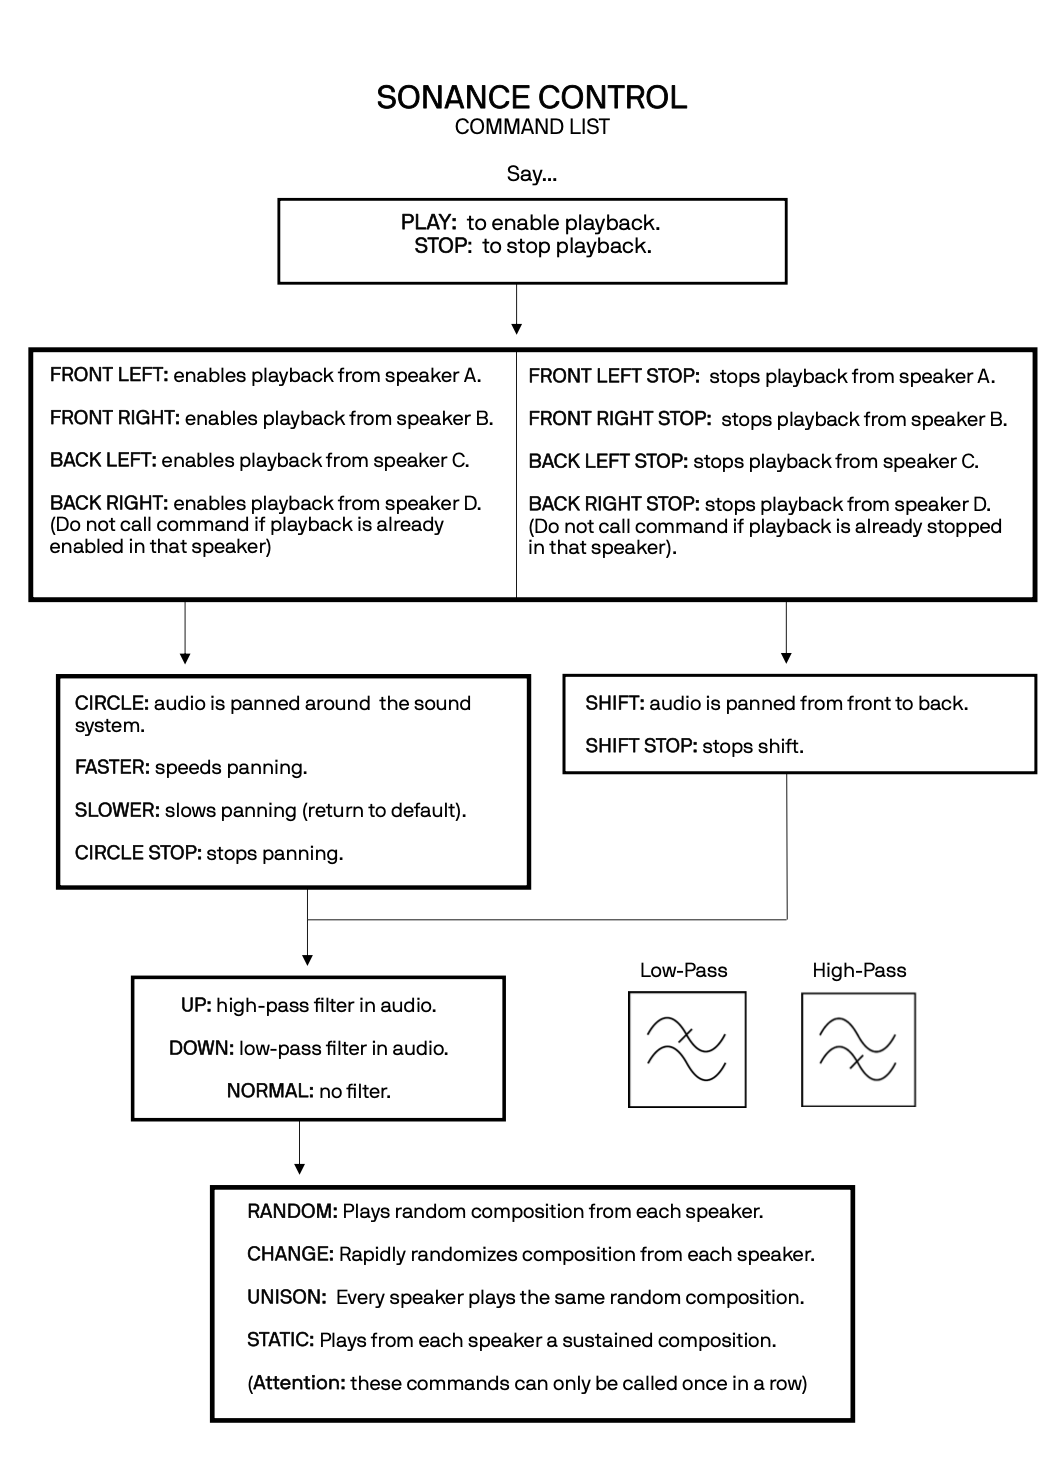 SONANCE CONTROL
COMMAND LIST
Say...
PLAY: to enable playback.
STOP: to stop playback.
FRONT LEFT: enables playback from speaker A.
FRONT RIGHT: enables playback from speaker B.
BACK LEFT: enables playback from speaker C.
BACK RIGHT: enables playback from speaker D.
(Do not call command if playback is already
enabled in that speaker)
FRONT LEFT STOP: stops playback from speaker A.
FRONT RIGHT STOP: stops playback from speaker B.
BACK LEFT STOP: stops playback from speaker C.
BACK RIGHT STOP: stops playback from speaker D.
(Do not call command if playback is already stopped
in that speaker).
CIRCLE: audio is panned around the sound
system.
FASTER: speeds panning.
SLOWER: slows panning (return to default).
CIRCLE STOP: stops panning.
SHIFT: audio is panned from front to back.
SHIFT STOP: stops shift.
UP: high-pass filter in audio.
DOWN: low-pass filter in audio.
NORMAL: no filter.
Low-Pass
High-Pass
RANDOM: Plays random composition from each speaker.
CHANGE: Rapidly randomizes composition from each speaker.
UNISON: Every speaker plays the same random composition.
STATIC: Plays from each speaker a sustained composition.
(Attention: these commands can only be called once in a row)